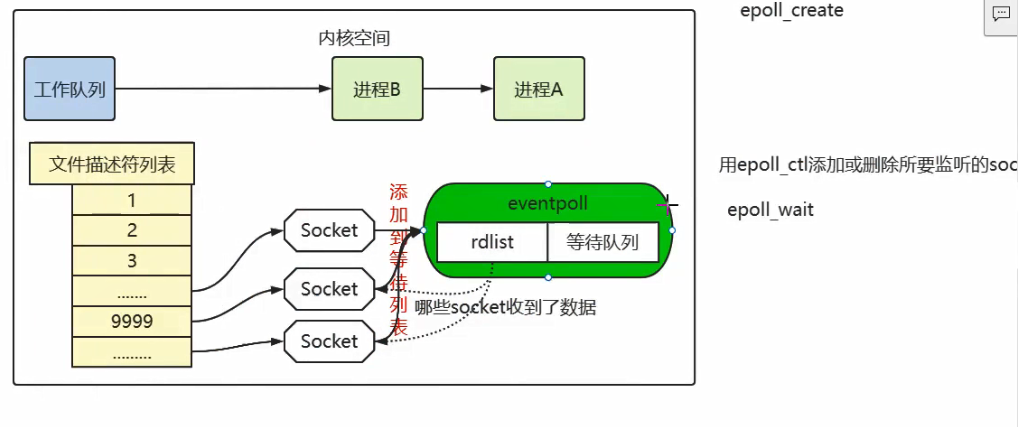 epoll_create
内核空间
工作队列
进程B
进程A
文件描述符列表
1
2
3
.......
9999
.........
Socket
Socket
Socket
添加到等待列表
eventpoll
rdlist
等待队列
哪些socket收到了数据
用epoll_ctl添加或删除所要监听的soc
epoll_wait